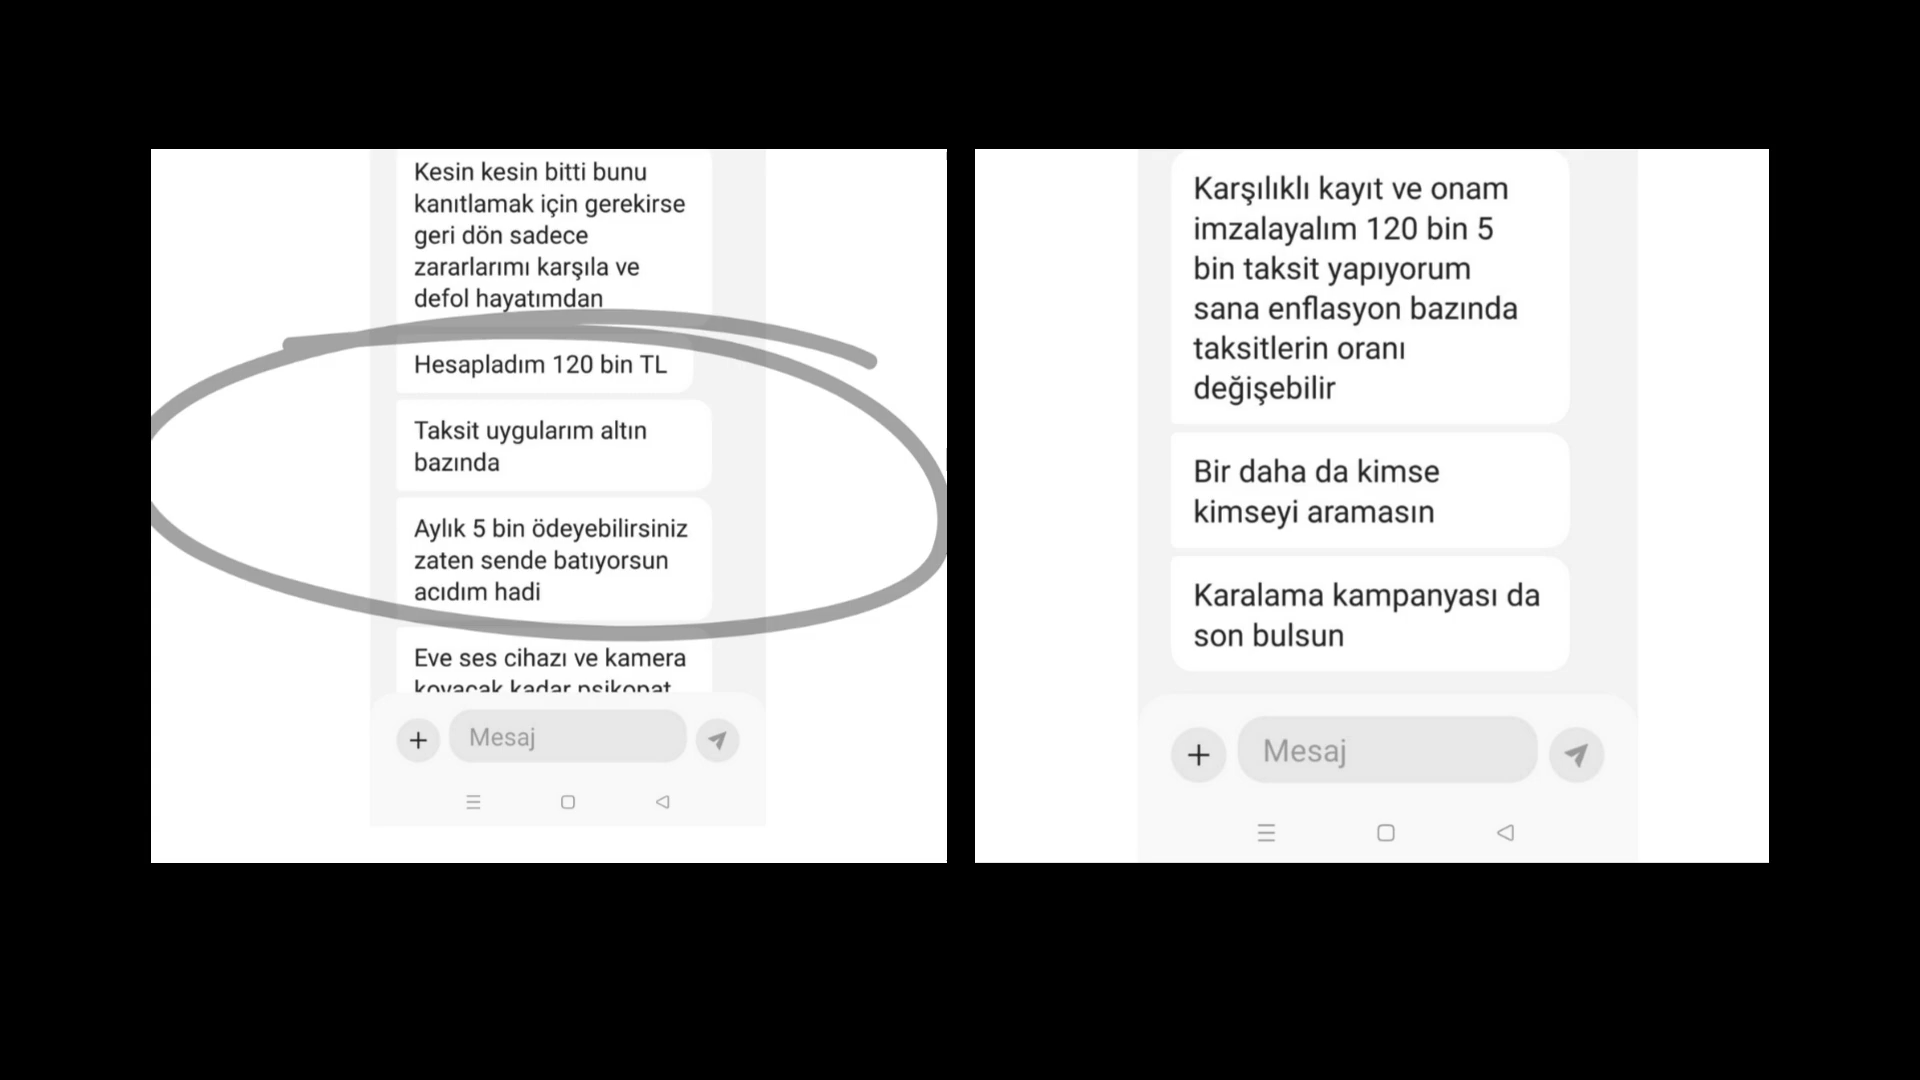 Kesin kesin bitti bunu
kanıtlamak için gerekirse
geri dön sadece
zararlarımı karşıla ve
defol hayatımdan
Hesapladım 120 bin TL
Taksit uygularım altın
bazında
Aylık 5 bin ödeyebilirsiniz
zaten sende batıyorsun
acıdım hadi
Eve ses cihazı ve kamera
koyacak kadar psikopat
Mesaj
Karşılıklı kayıt ve onam
imzalayalım 120 bin 5
bin taksit yapıyorum
sana enflasyon bazında
taksitlerin oranı
değişebilir
Bir daha da kimse
kimseyi aramasın
Karalama kampanyası da
son bulsun
Mesaj